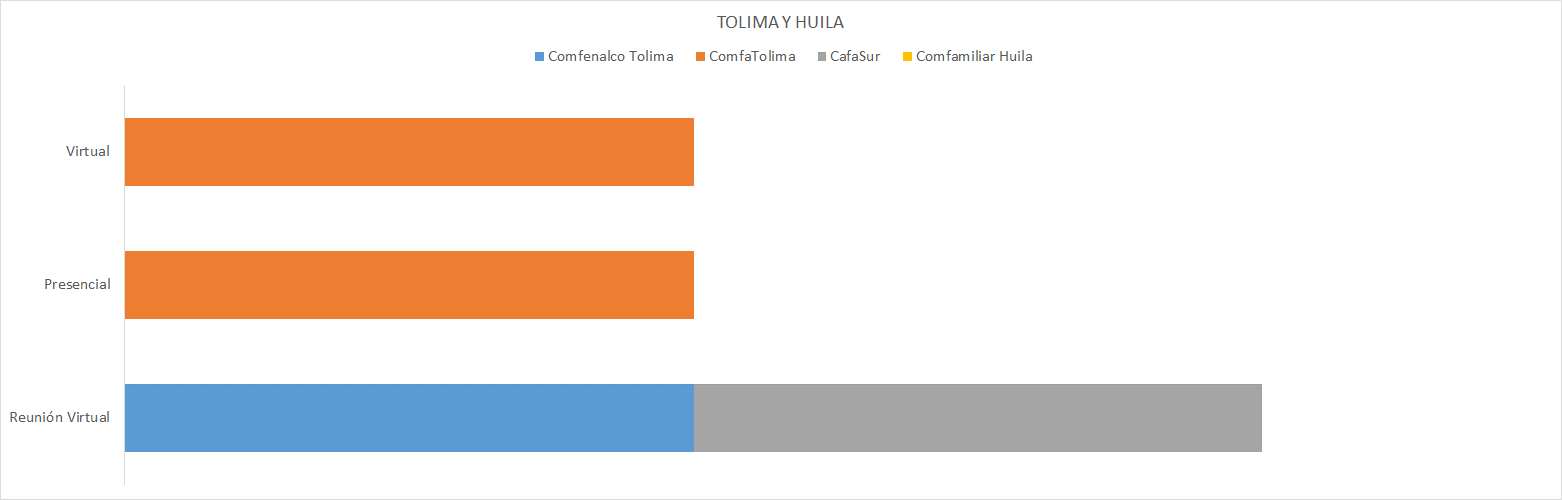 TOLIMA Y HUILA
Comfenalco Tolima ComfaTolima CafaSur Comfamiliar Huila
Virtual
Presencial
Reunión Virtual